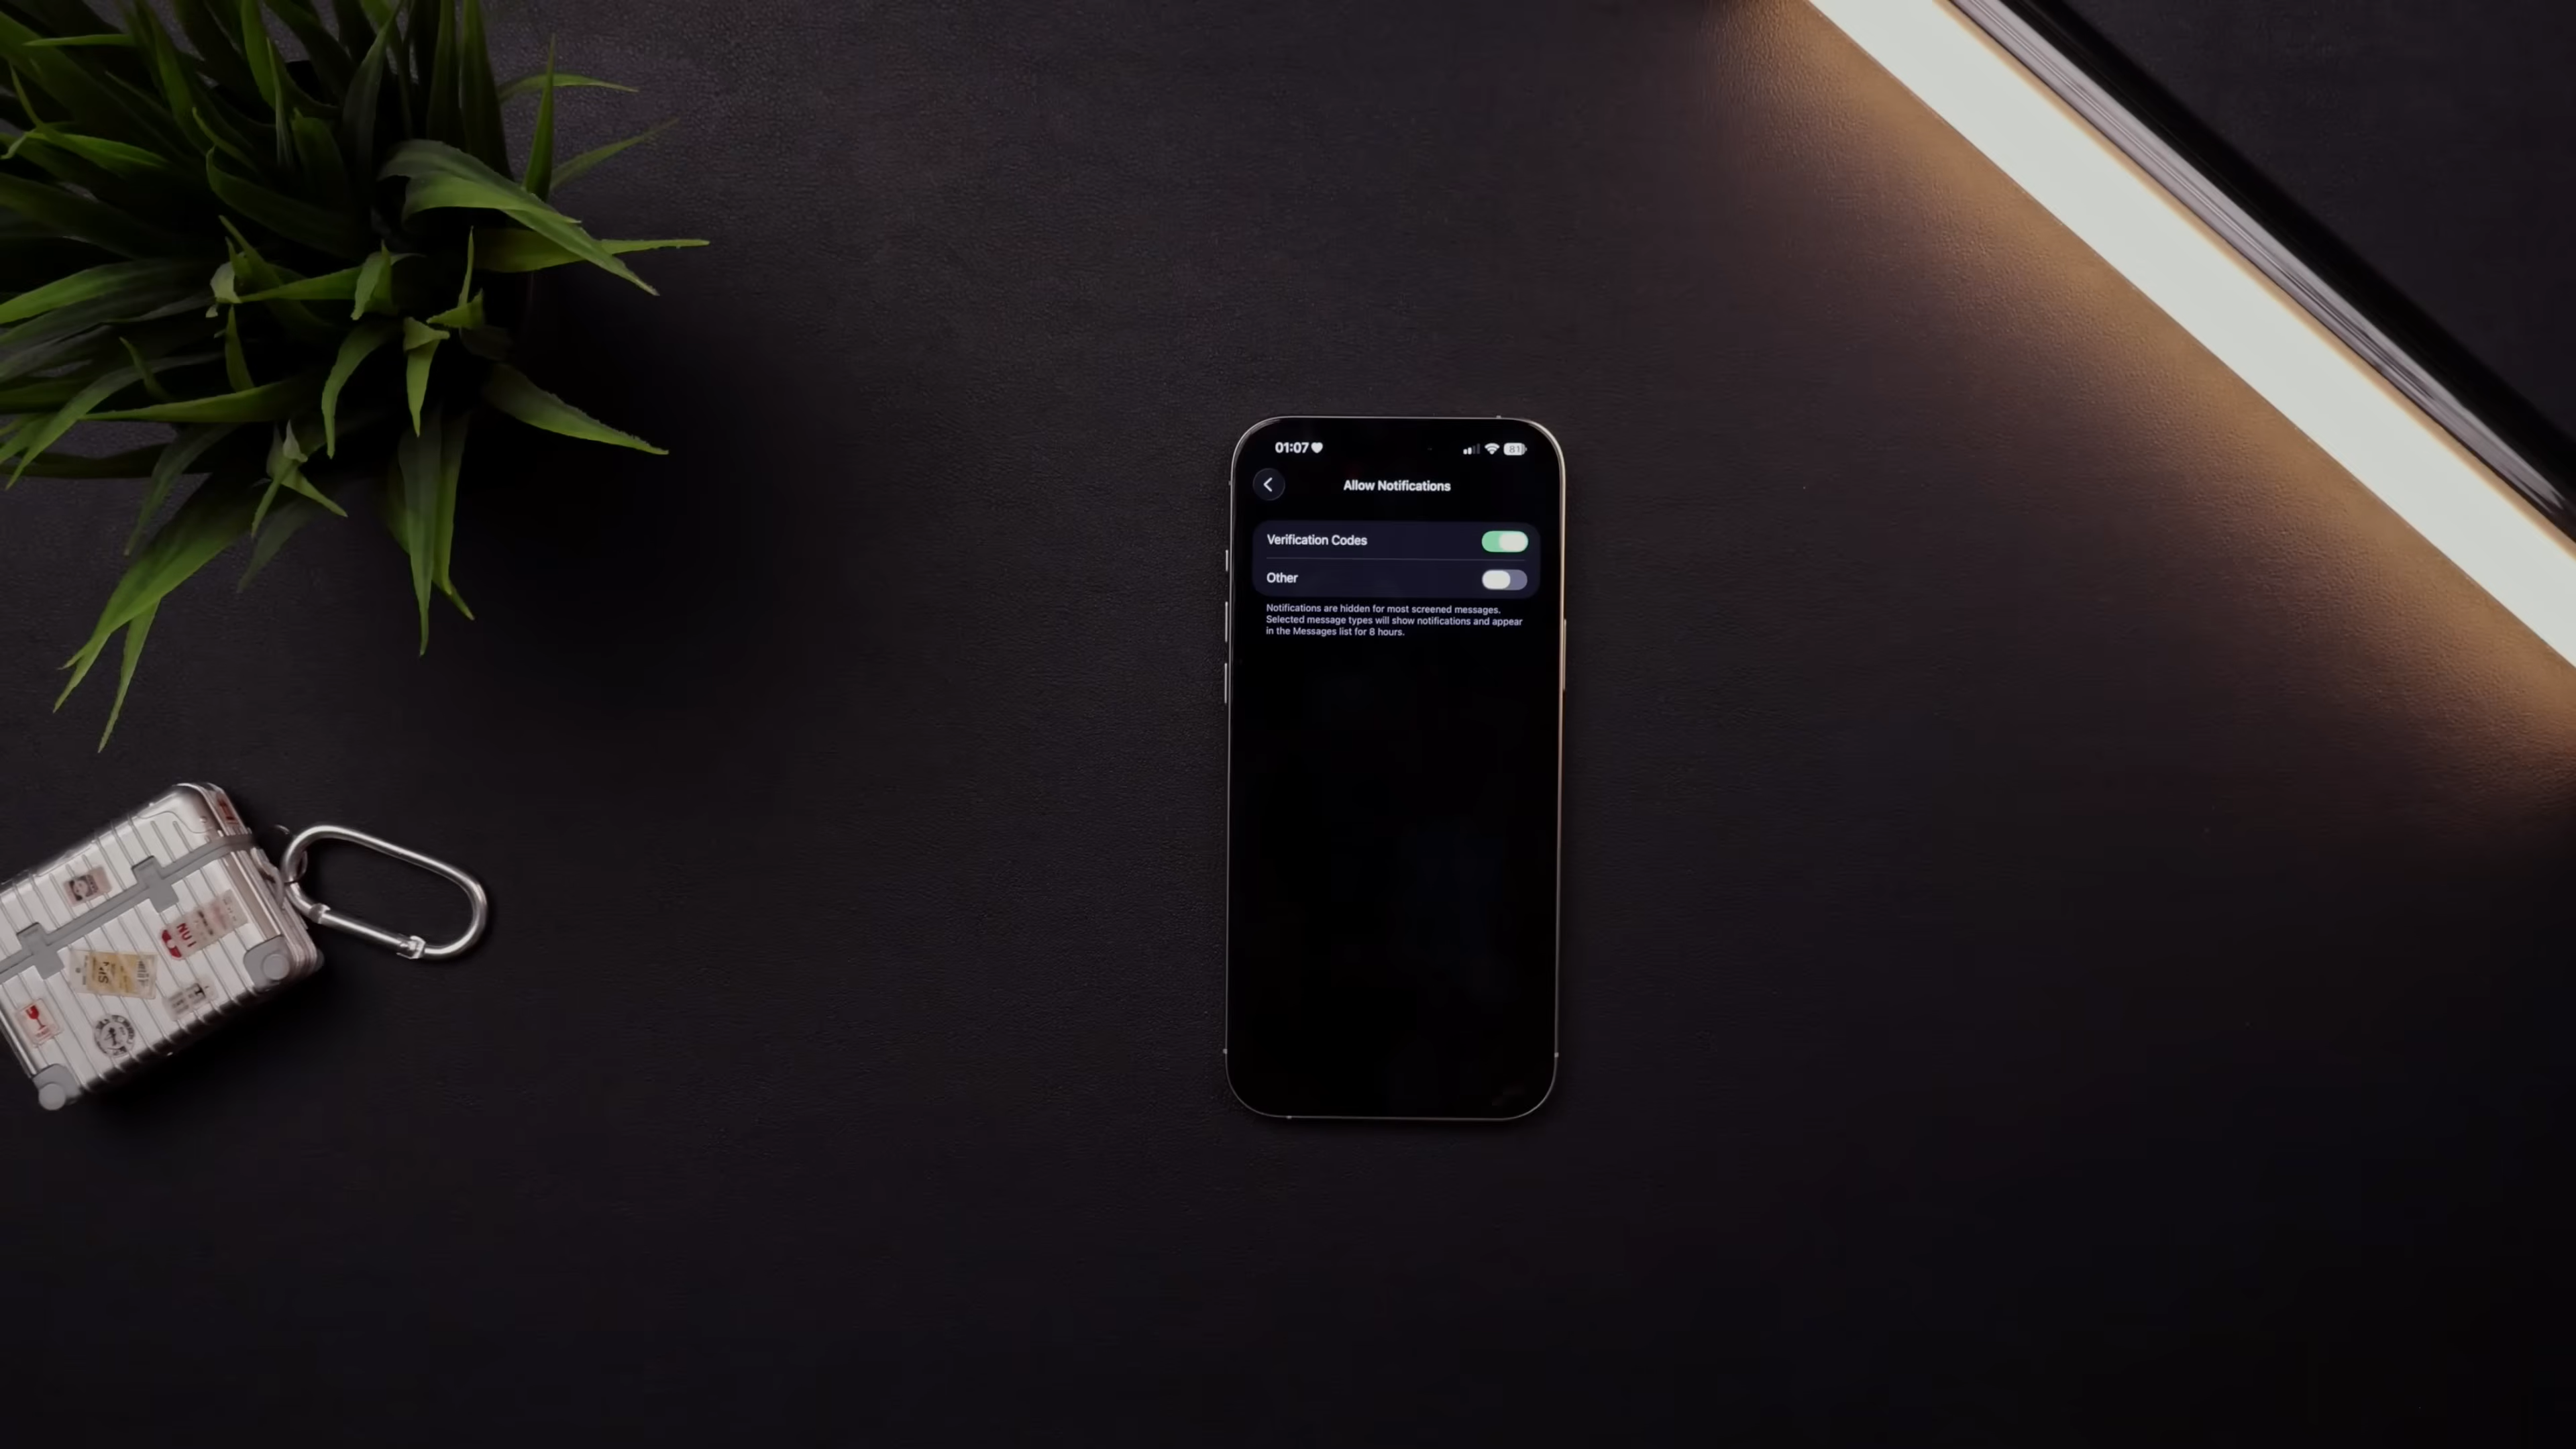 01:07
81
Allow Notifications
Verification Codes
Other
Notifications are hidden for most screened messages.
Selected message types will show notifications and appear
in the Messages list for 8 hours.